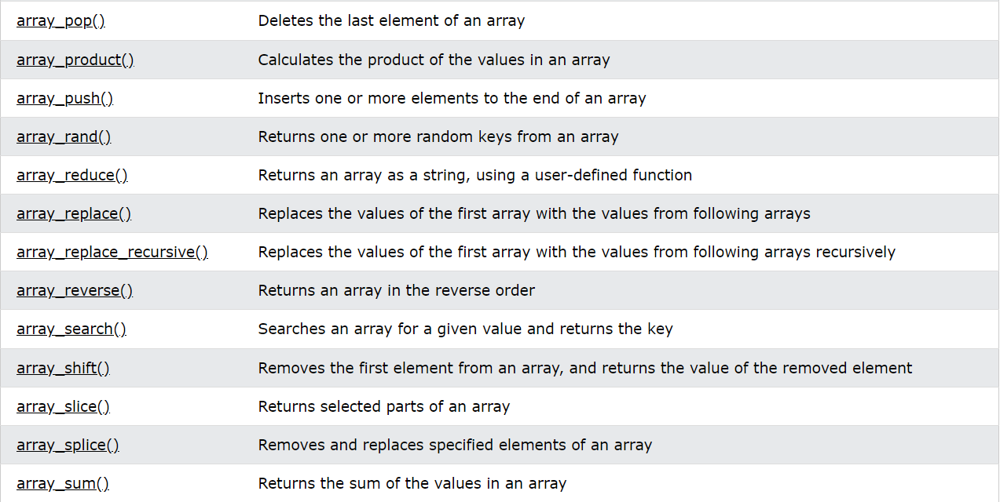 array_pop() Deletes the last element of an array
array_product() Calculates the product of the values in an array
array_push() Inserts one or more elements to the end of an array
array_rand() Returns one or more random keys from an array
array_reduce() Returns an array as a string, using a user-defined function
array_replace() Replaces the values of the first array with the values from following arrays
array_replace_recursive() Replaces the values of the first array with the values from following arrays recursively
array_reverse() Returns an array in the reverse order
array_search() Searches an array for a given value and returns the key
array_shift() Removes the first element from an array, and returns the value of the removed element
array_slice() Returns selected parts of an array
array_splice() Removes and replaces specified elements of an array
array_sum() Returns the sum of the values in an array